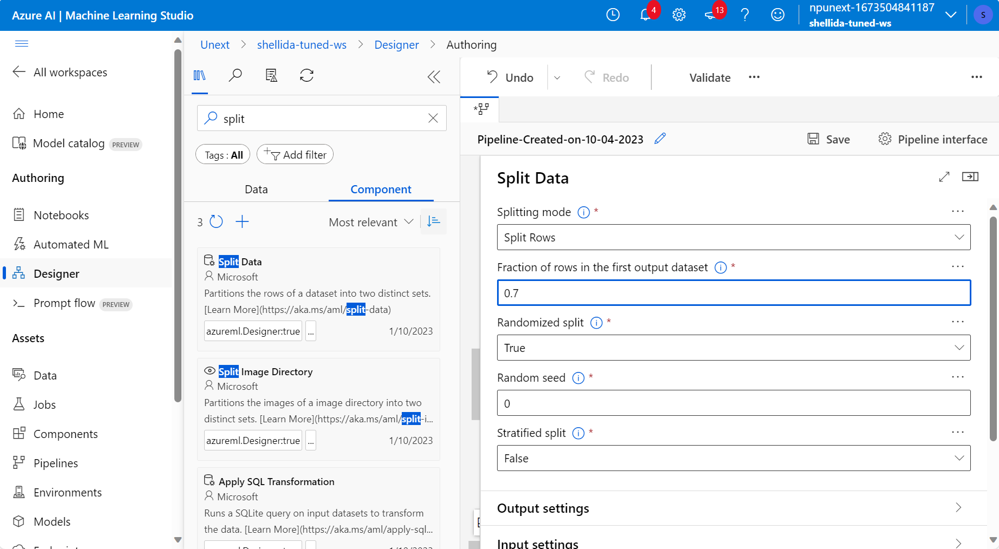 Azure AI | Machine Learning Studio
4
13
npunext-1673504841187
shellida-tuned-ws
S
All workspaces
Home
Model catalog PREVIEW
Authoring
Notebooks
Automated ML
Designer
Prompt flow PREVIEW
Assets
Data
Jobs
Components
Pipelines
Environments
Models
Unext > shellida-tuned-ws > Designer > Authoring
split
Tags : All
Add filter
Data
Component
3
Most relevant
Split Data
Microsoft
Partitions the rows of a dataset into two distinct sets.
[Learn More](https://aka.ms/aml/split-data)
azureml.Designer:true ... 1/10/2023
Split Image Directory
Microsoft
Partitions the images of a image directory into two
distinct sets. [Learn More](https://aka.ms/aml/split-i...
azureml.Designer:true ... 1/10/2023
Apply SQL Transformation
Microsoft
Runs a SQLite query on input datasets to transform
the data. [Learn More](https://aka.ms/aml/apply-sql...
Undo
Redo
Validate
Pipeline-Created-on-10-04-2023
Save
Pipeline interface
Split Data
Splitting mode *
Split Rows
Fraction of rows in the first output dataset *
0.7
Randomized split *
True
Random seed *
0
Stratified split *
False
Output settings
Input settings